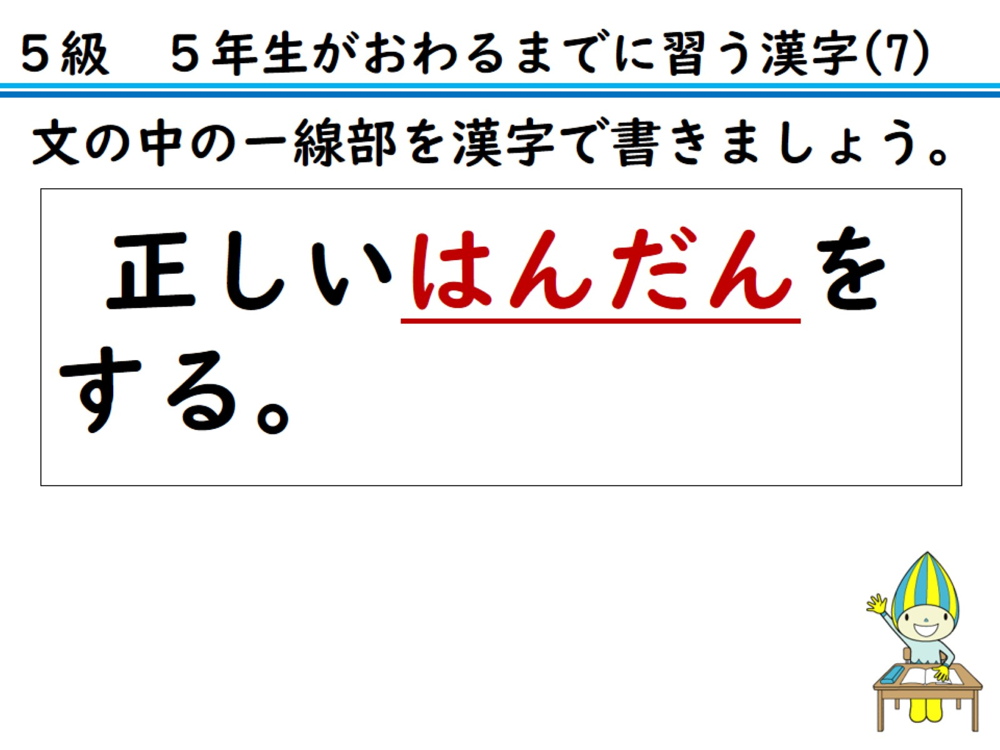 ５級　５年生がおわるまでに習う漢字(7)
文の中の一線部を漢字で書きましょう。
正しいはんだんを
する。